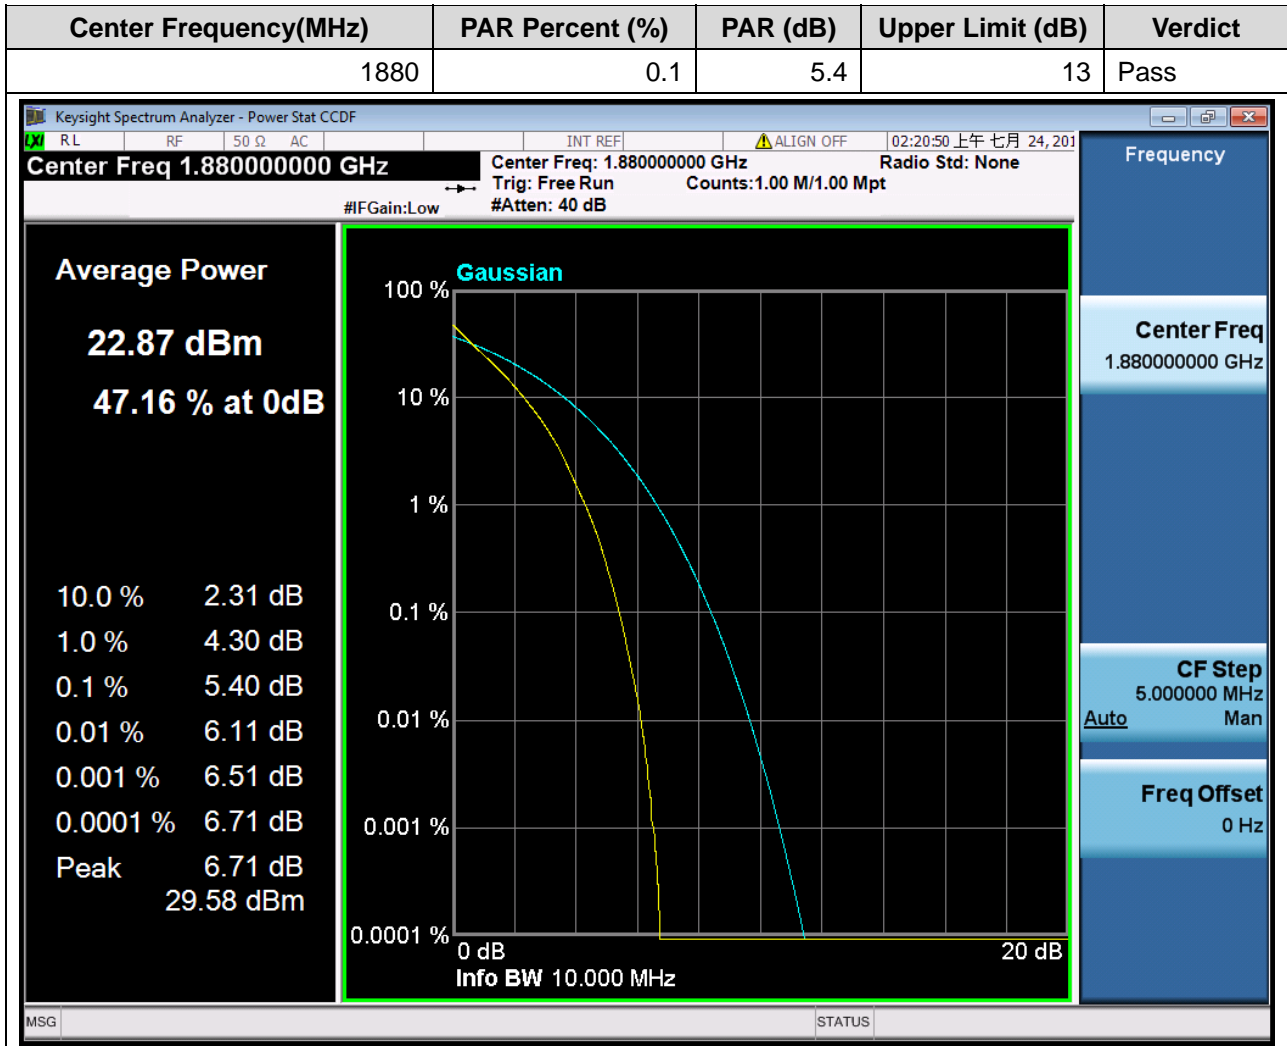 Center Frequency(MHz) PAR Percent (%) PAR (dB) Upper Limit (dB) Verdict
1880 0.1 5.4 13 Pass
Keysight Spectrum Analyzer - Power Stat CCDF
LXI RL RF 50 Ω AC INT REF ALIGN OFF 02:20:50 上午 七月 24, 201
Center Freq 1.880000000 GHz
Center Freq: 1.880000000 GHz Radio Std: None
Trig: Free Run Counts:1.00 M/1.00 Mpt
#IFGain:Low #Atten: 40 dB
Frequency
Average Power
22.87 dBm
47.16 % at 0dB
10.0 % 2.31 dB
1.0 % 4.30 dB
0.1 % 5.40 dB
0.01 % 6.11 dB
0.001 % 6.51 dB
0.0001 % 6.71 dB
Peak 6.71 dB
29.58 dBm
Gaussian
100 %
10 %
1 %
0.1 %
0.01 %
0.001 %
0.0001 %
0 dB 20 dB
Info BW 10.000 MHz
Center Freq
1.880000000 GHz
CF Step
5.000000 MHz
Auto Man
Freq Offset
0 Hz
MSG STATUS